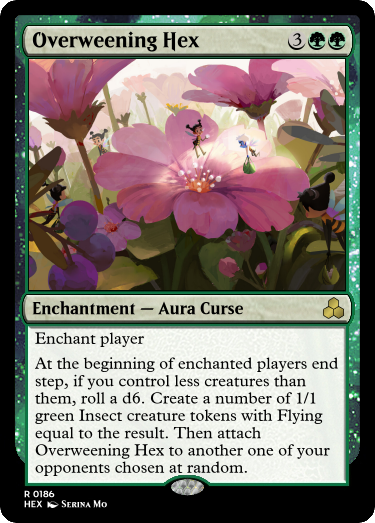 Overweening Hex 3
Enchantment — Aura Curse
Enchant player
At the beginning of enchanted players end
step, if you control less creatures than
them, roll a d6. Create a number of 1/1
green Insect creature tokens with Flying
equal to the result. Then attach
Overweening Hex to another one of your
opponents chosen at random.
R 0186
HEX Serina Mo